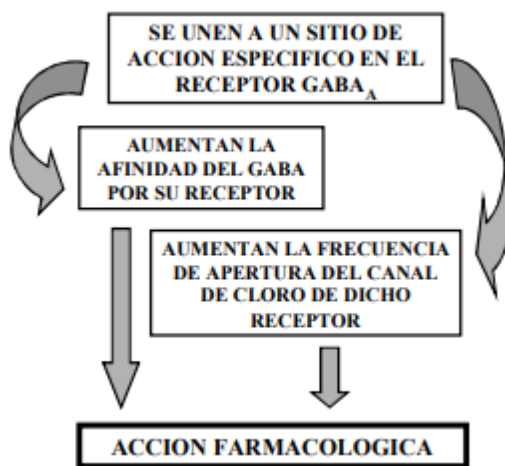 SE UNEN A UN SITIO DE
ACCION ESPECIFICO EN EL
RECEPTOR GABA_A
AUMENTAN LA
AFINIDAD DEL GABA
POR SU RECEPTOR
AUMENTAN LA FRECUENCIA
DE APERTURA DEL CANAL
DE CLORO DE DICHO
RECEPTOR
ACCION FARMACOLOGICA